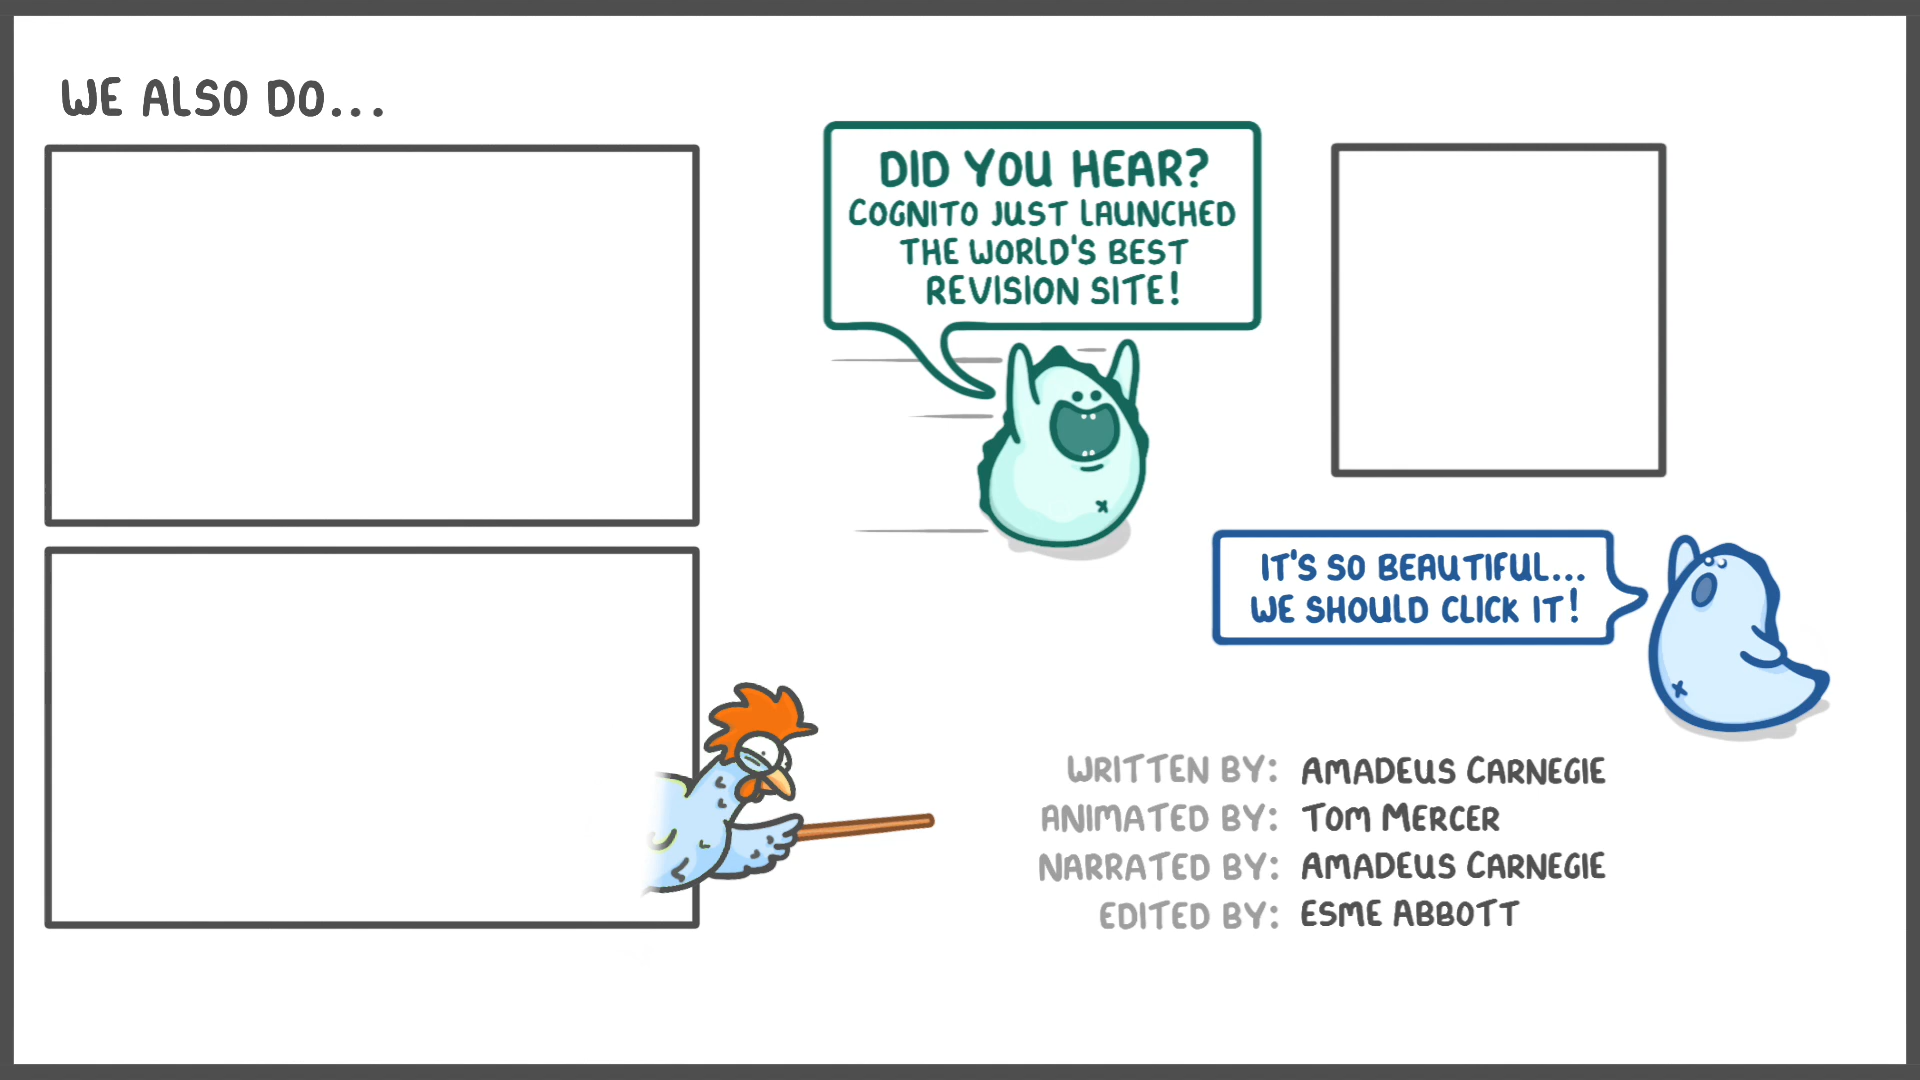 WE ALSO DO...
DID YOU HEAR?
COGNITO JUST LAUNCHED
THE WORLD'S BEST
REVISION SITE!
IT'S SO BEAUTIFUL...
WE SHOULD CLICK IT!
WRITTEN BY: AMADEUS CARNEGIE
ANIMATED BY: TOM MERCER
NARRATED BY: AMADEUS CARNEGIE
EDITED BY: ESME ABBOTT